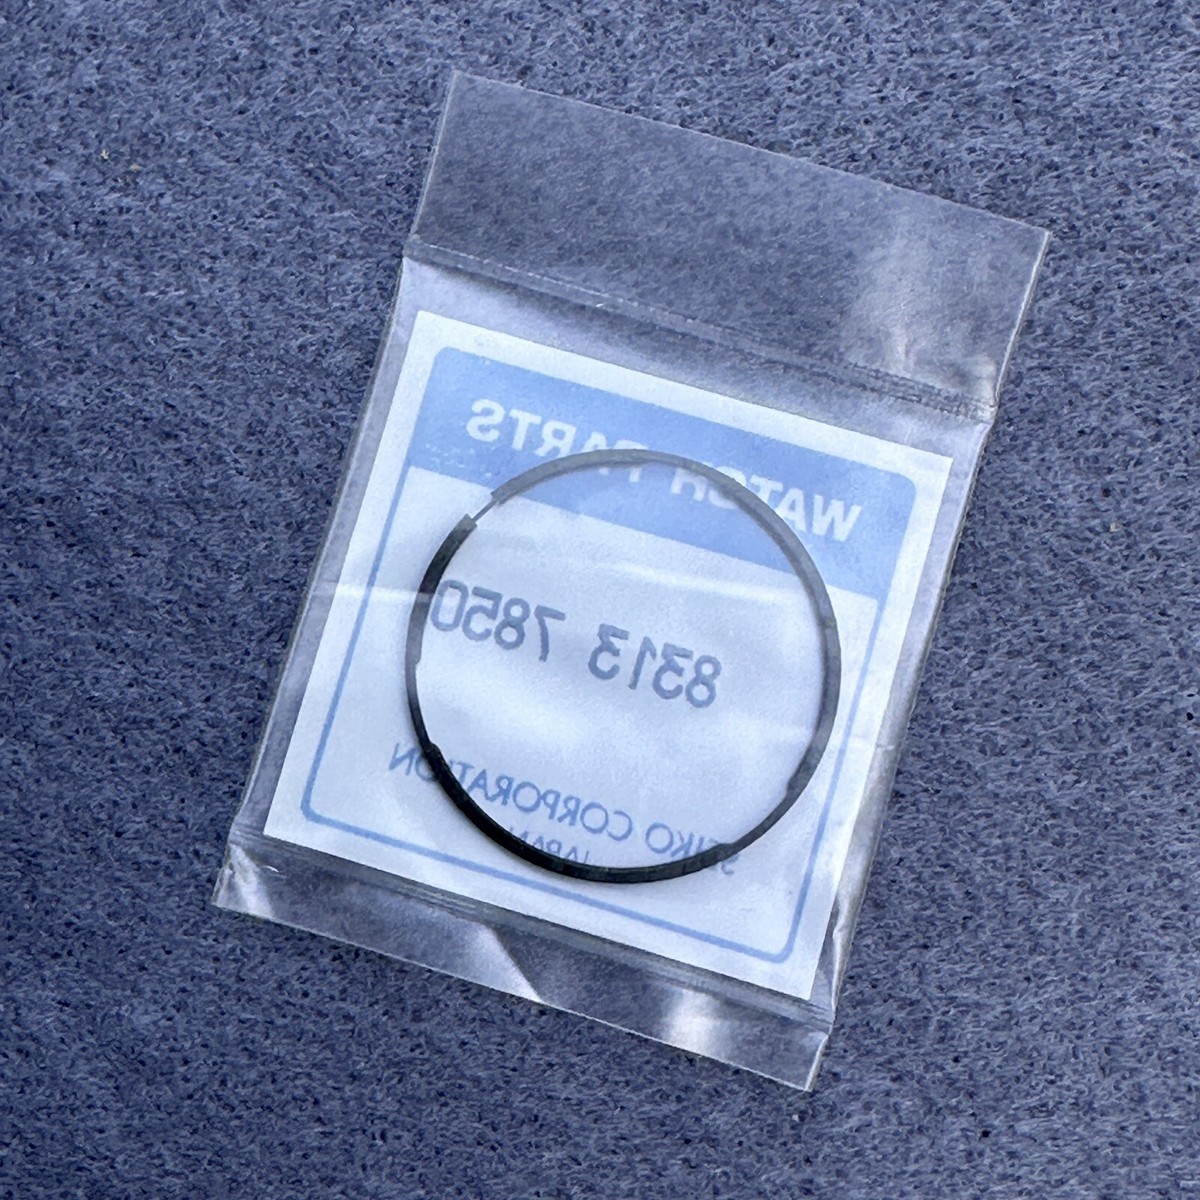 WATCH PARTS
8313 7850
SEIKO CORPORATION
JAPAN